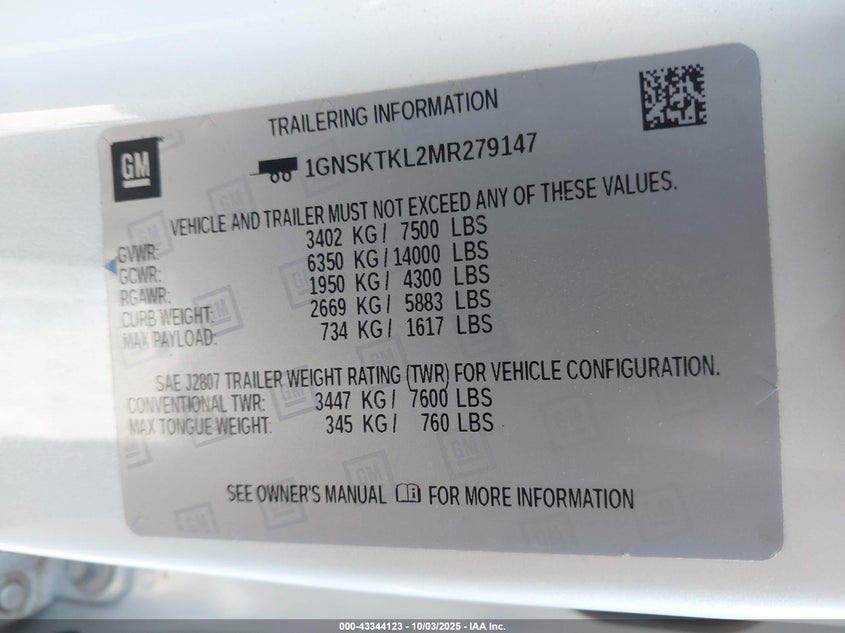 TRAILERING INFORMATION
GM
1GNSKTKL2MR279147
VEHICLE AND TRAILER MUST NOT EXCEED ANY OF THESE VALUES.
GVWR: 3402 KG / 7500 LBS
GCWR: 6350 KG / 14000 LBS
RGAWR: 1950 KG / 4300 LBS
CURB WEIGHT: 2669 KG / 5883 LBS
MAX PAYLOAD: 734 KG / 1617 LBS
SAE J2807 TRAILER WEIGHT RATING (TWR) FOR VEHICLE CONFIGURATION.
CONVENTIONAL TWR: 3447 KG / 7600 LBS
MAX TONGUE WEIGHT: 345 KG / 760 LBS
SEE OWNER'S MANUAL FOR MORE INFORMATION
000-43344123 - 10/03/2025 - IAA Inc.